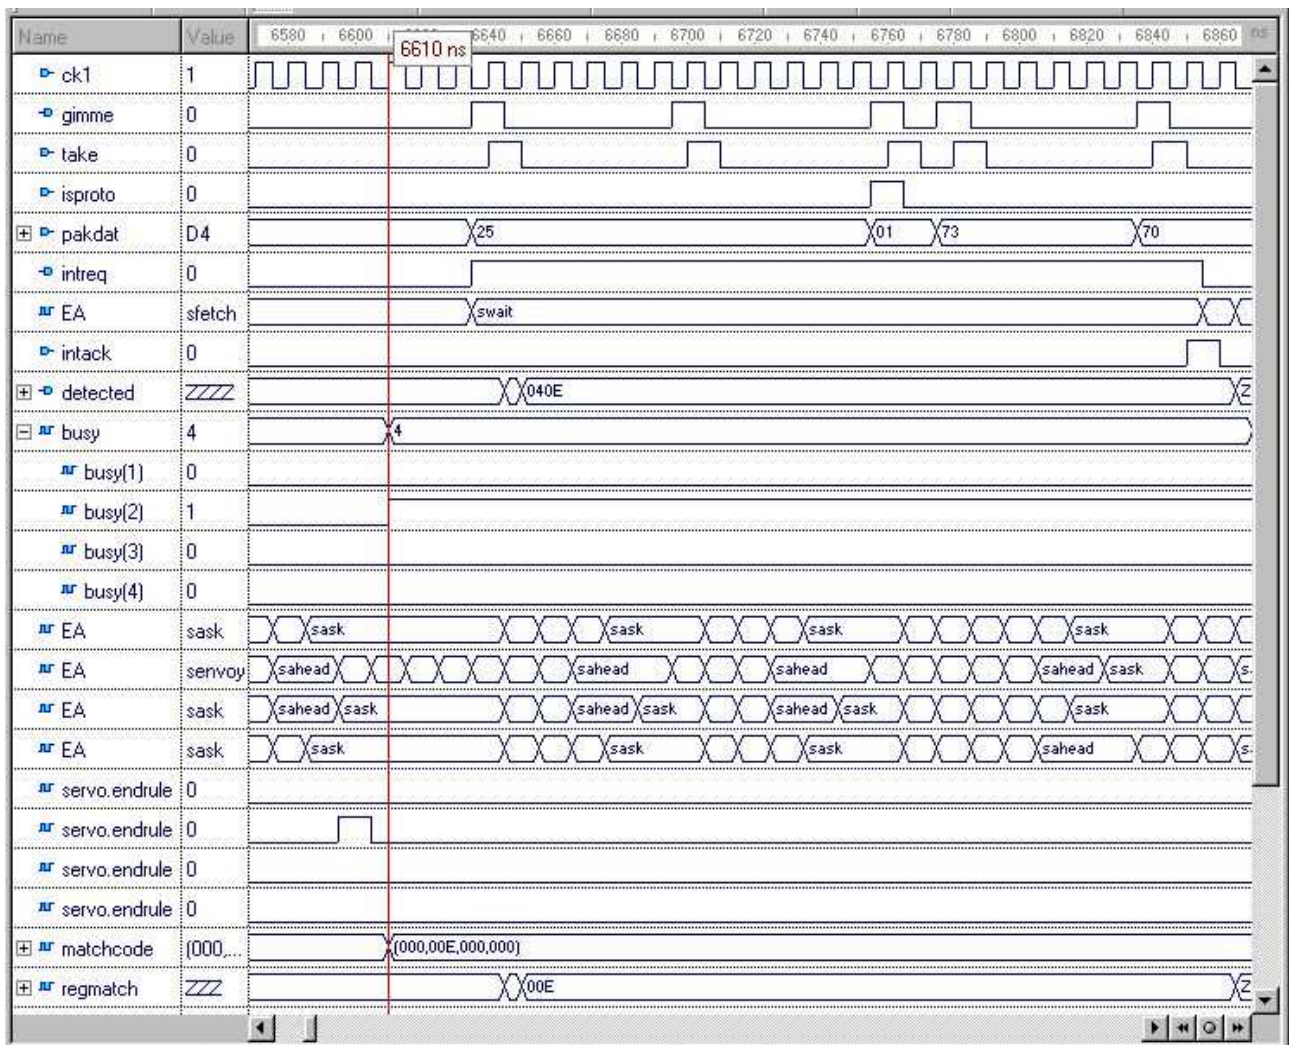 Name Value 6580 6600 6640 6660 6680 6700 6720 6740 6760 6780 6800 6820 6840 6860 ns
6610 ns
ck1 1
gimme 0
take 0
isproto 0
pakdat D4 25 01 73 70
intreq 0
EA sfetch swait
intack 0
detected ZZZZ 040E Z
busy 4 4
busy(1) 0
busy(2) 1
busy(3) 0
busy(4) 0
EA sask sask sask sask sask
EA senvoy sahead sahead sahead sahead sask s
EA sask sahead sask sahead sask sahead sask sask
EA sask sask sask sask sahead s
servo.endrule 0
servo.endrule 0
servo.endrule 0
servo.endrule 0
matchcode (000,... (000,00E,000,000)
regmatch ZZZ 00E Z